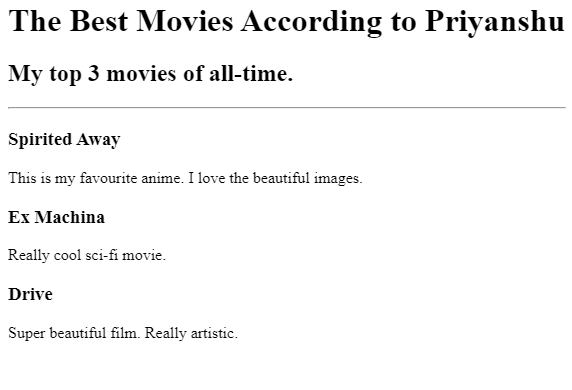 The Best Movies According to Priyanshu
My top 3 movies of all-time.
Spirited Away
This is my favourite anime. I love the beautiful images.
Ex Machina
Really cool sci-fi movie.
Drive
Super beautiful film. Really artistic.